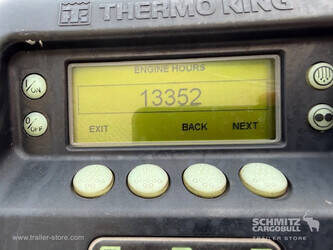 THERMO KING
ENGINE HOURS
13352
EXIT BACK NEXT
I/ON
O/OFF
SCHMITZ
CARGOBULL
TRAILER STORE
www.trailer-store.com